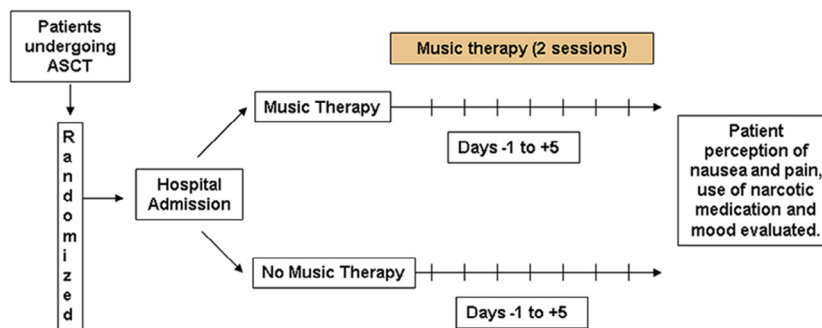 Patients
undergoing
ASCT
Randomized
Hospital
Admission
Music therapy (2 sessions)
Music Therapy
Days -1 to +5
No Music Therapy
Days -1 to +5
Patient
perception of
nausea and pain,
use of narcotic
medication and
mood evaluated.